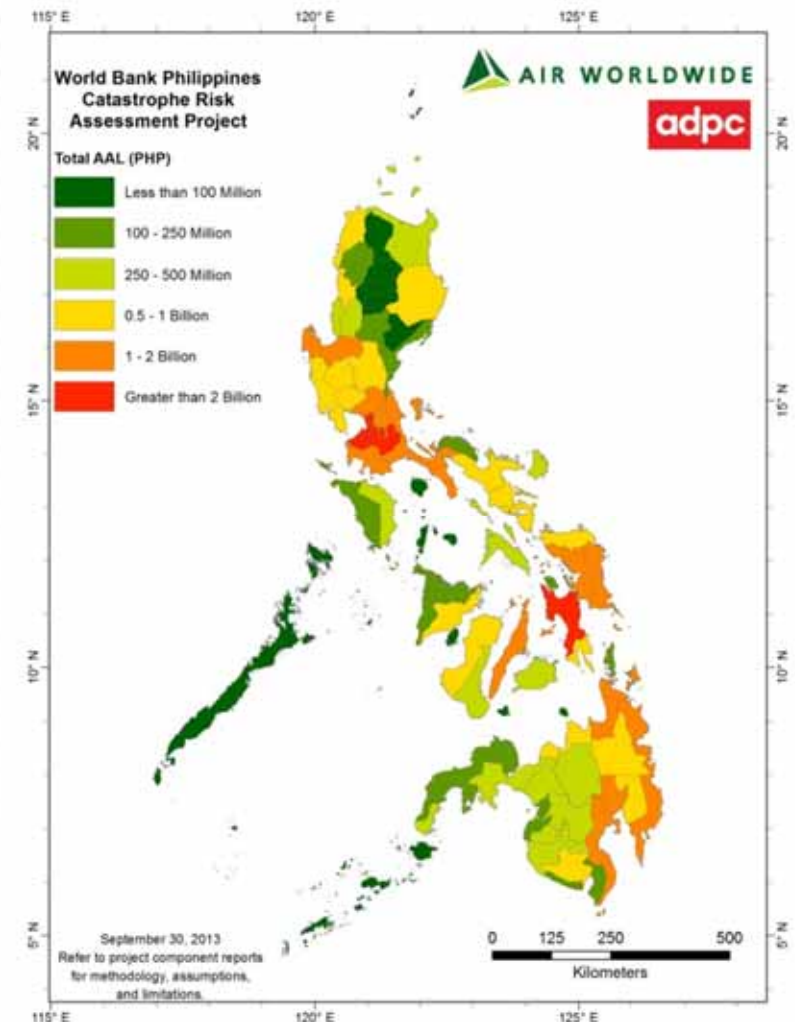 115° E
120° E
125° E
World Bank Philippines
Catastrophe Risk
Assessment Project
AIR WORLDWIDE
adpc
Total AAL (PHP)
Less than 100 Million
100 - 250 Million
250 - 500 Million
0.5 - 1 Billion
1 - 2 Billion
Greater than 2 Billion
20° N
20° N
15° N
15° N
10° N
10° N
5° N
5° N
September 30, 2013
Refer to project component reports
for methodology, assumptions,
and limitations.
0 125 250 500
Kilometers
115° E
120° E
125° E